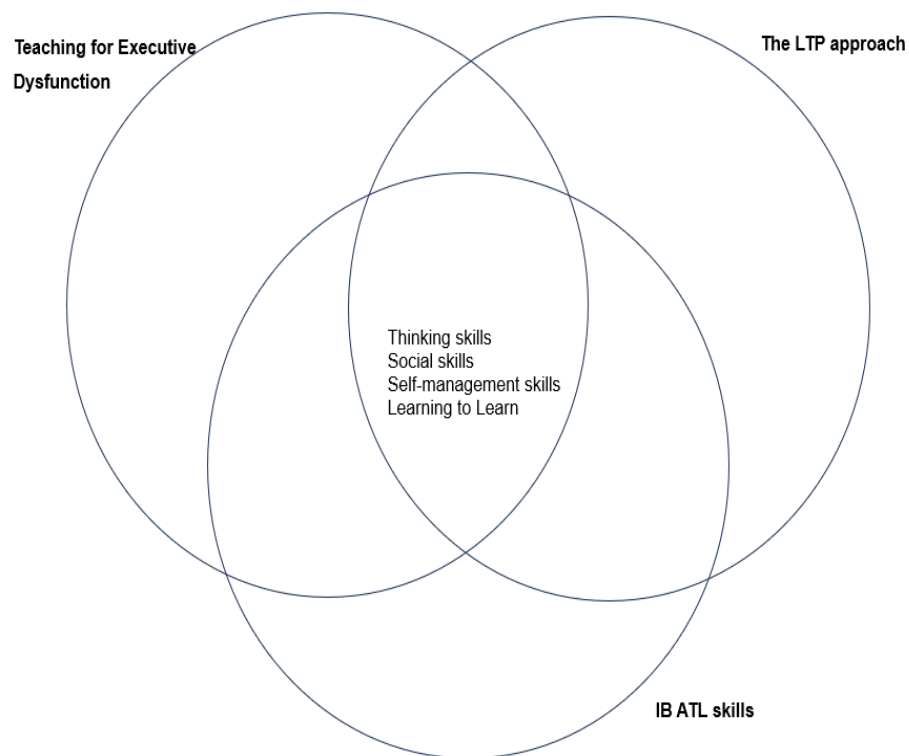 Teaching for Executive
Dysfunction
The LTP approach
Thinking skills
Social skills
Self-management skills
Learning to Learn
IB ATL skills